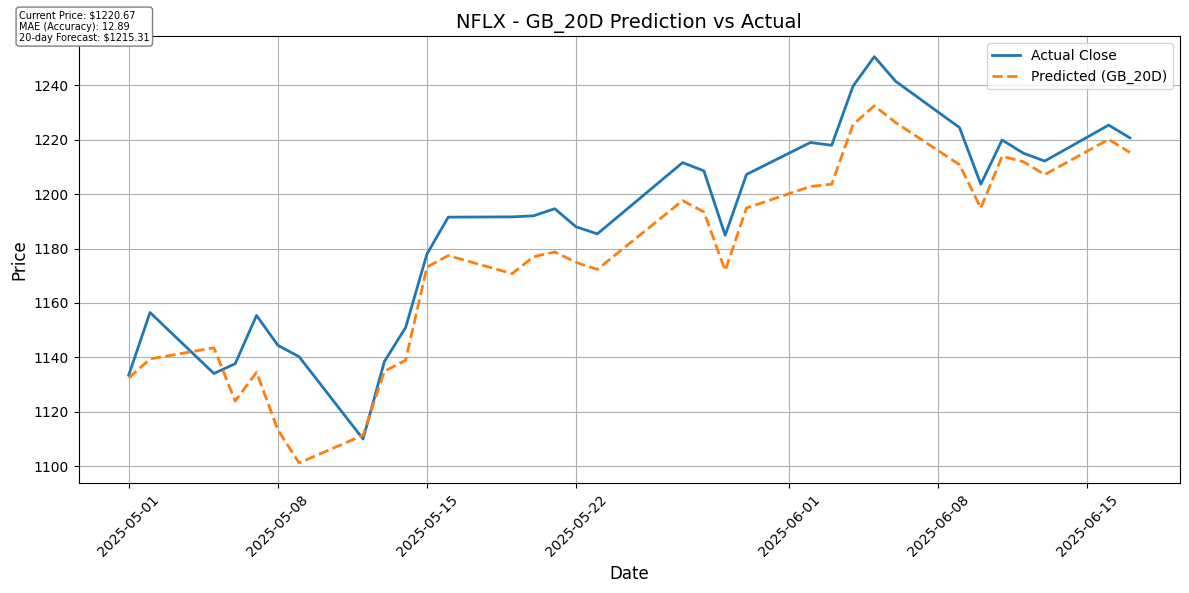 Current Price: $1220.67
MAE (Accuracy): 12.89
20-day Forecast: $1215.31
NFLX - GB_20D Prediction vs Actual
Actual Close
Predicted (GB_20D)
Price
1240
1220
1200
1180
1160
1140
1120
1100
2025-05-01
2025-05-08
2025-05-15
2025-05-22
2025-06-01
2025-06-08
2025-06-15
Date